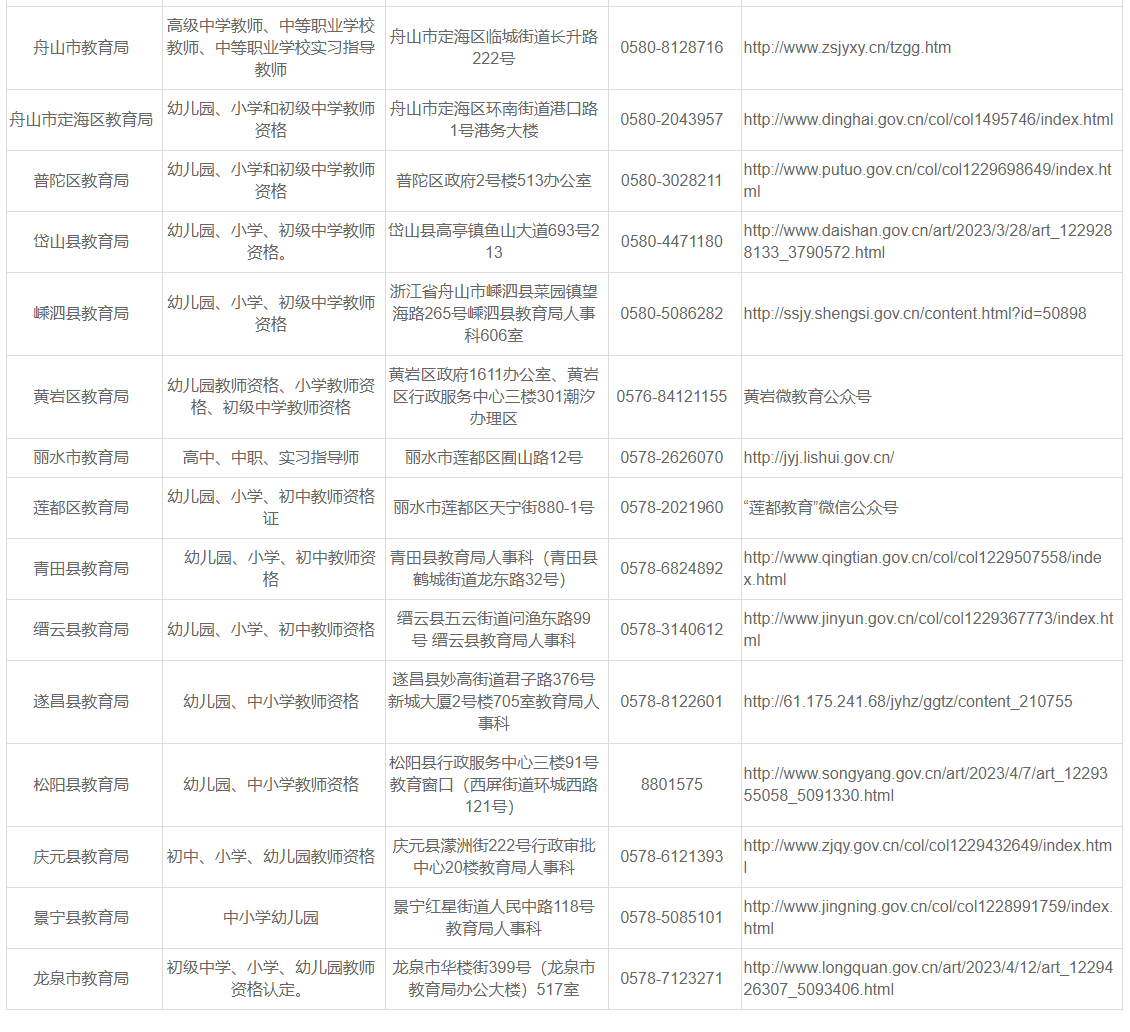 舟山市教育局
高级中学教师、中等职业学校
教师、中等职业学校实习指导
教师
舟山市定海区临城街道长升路
222号
0580-8128716
http://www.zsjyxy.cn/tzgg.htm
舟山市定海区教育局
幼儿园、小学和初级中学教师
资格
舟山市定海区环南街道港口路
1号港务大楼
0580-2043957
http://www.dinghai.gov.cn/col/col1495746/index.html
普陀区教育局
幼儿园、小学和初级中学教师
资格
普陀区政府2号楼513办公室
0580-3028211
http://www.putuo.gov.cn/col/col1229698649/index.ht
ml
岱山县教育局
幼儿园、小学、初级中学教师
资格。
岱山县高亭镇鱼山大道693号2
13
0580-4471180
http://www.daishan.gov.cn/art/2023/3/28/art_122928
8133_3790572.html
嵊泗县教育局
幼儿园、小学、初级中学教师
资格
浙江省舟山市嵊泗县菜园镇望
海路265号嵊泗县教育局人事
科606室
0580-5086282
http://ssjy.shengsi.gov.cn/content.html?id=50898
黄岩区教育局
幼儿园教师资格、小学教师资
格、初级中学教师资格
黄岩区政府1611办公室、黄岩
区行政服务中心三楼301潮汐
办理区
0576-84121155
黄岩微教育公众号
丽水市教育局
高中、中职、实习指导师
丽水市莲都区囿山路12号
0578-2626070
http://jyj.lishui.gov.cn/
莲都区教育局
幼儿园、小学、初中教师资格
证
丽水市莲都区天宁街880-1号
0578-2021960
“莲都教育”微信公众号
青田县教育局
幼儿园、小学、初中教师资
格
青田县教育局人事科（青田县
鹤城街道龙东路32号）
0578-6824892
http://www.qingtian.gov.cn/col/col1229507558/inde
x.html
缙云县教育局
幼儿园、小学、初中教师资格
缙云县五云街道问渔东路99
号 缙云县教育局人事科
0578-3140612
http://www.jinyun.gov.cn/col/col1229367773/index.ht
ml
遂昌县教育局
幼儿园、中小学教师资格
遂昌县妙高街道君子路376号
新城大厦2号楼705室教育局人
事科
0578-8122601
http://61.175.241.68/jyhz/ggtz/content_210755
松阳县教育局
幼儿园、中小学教师资格
松阳县行政服务中心三楼91号
教育窗口（西屏街道环城西路
121号）
8801575
http://www.songyang.gov.cn/art/2023/4/7/art_12293
55058_5091330.html
庆元县教育局
初中、小学、幼儿园教师资格
庆元县濛洲街222号行政审批
中心20楼教育局人事科
0578-6121393
http://www.zjqy.gov.cn/col/col1229432649/index.htm
l
景宁县教育局
中小学幼儿园
景宁红星街道人民中路118号
教育局人事科
0578-5085101
http://www.jingning.gov.cn/col/col1228991759/index.
html
龙泉市教育局
初级中学、小学、幼儿园教师
资格认定。
龙泉市华楼街399号（龙泉市
教育局办公大楼）517室
0578-7123271
http://www.longquan.gov.cn/art/2023/4/12/art_12294
26307_5093406.html